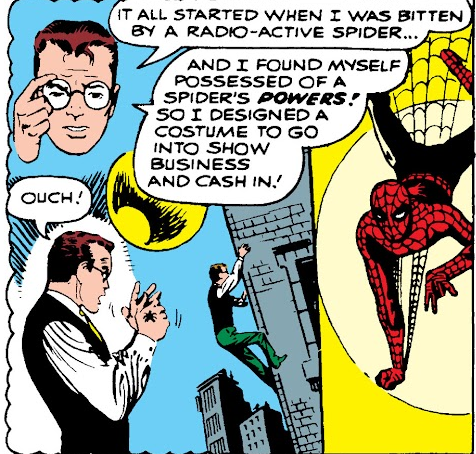 IT ALL STARTED WHEN I WAS BITTEN
BY A RADIO-ACTIVE SPIDER...
AND I FOUND MYSELF
POSSESSED OF A
SPIDER'S POWERS!
SO I DESIGNED A
COSTUME TO GO
INTO SHOW
BUSINESS
AND CASH IN!
OUCH!